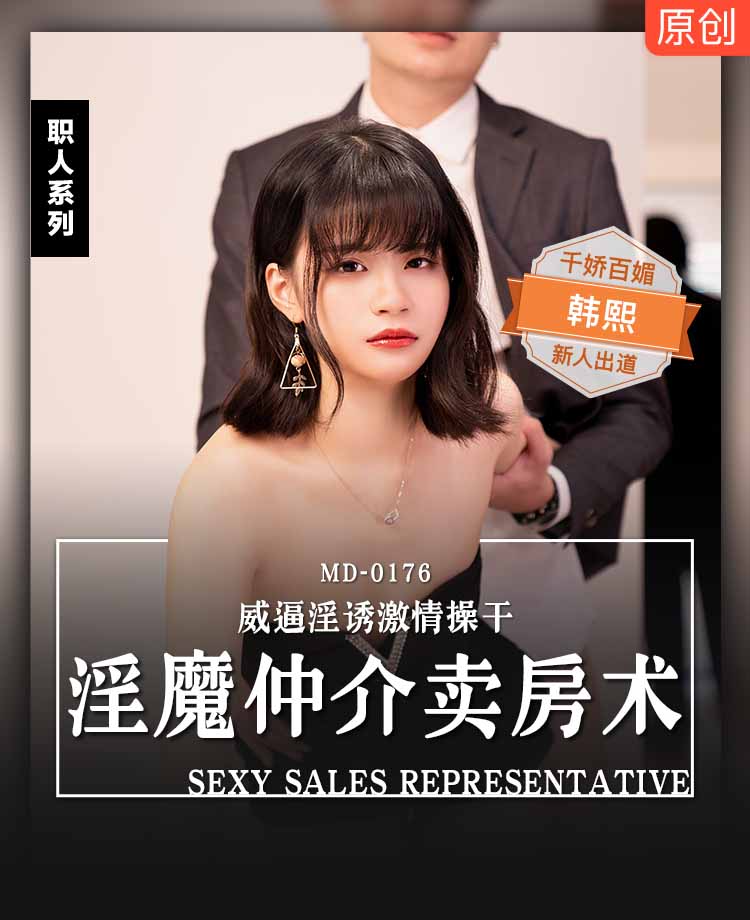 原创
职人系列
千娇百媚
韩熙
新人出道
MD-0176
威逼淫诱激情操干
淫魔仲介卖房术
SEXY SALES REPRESENTATIVE